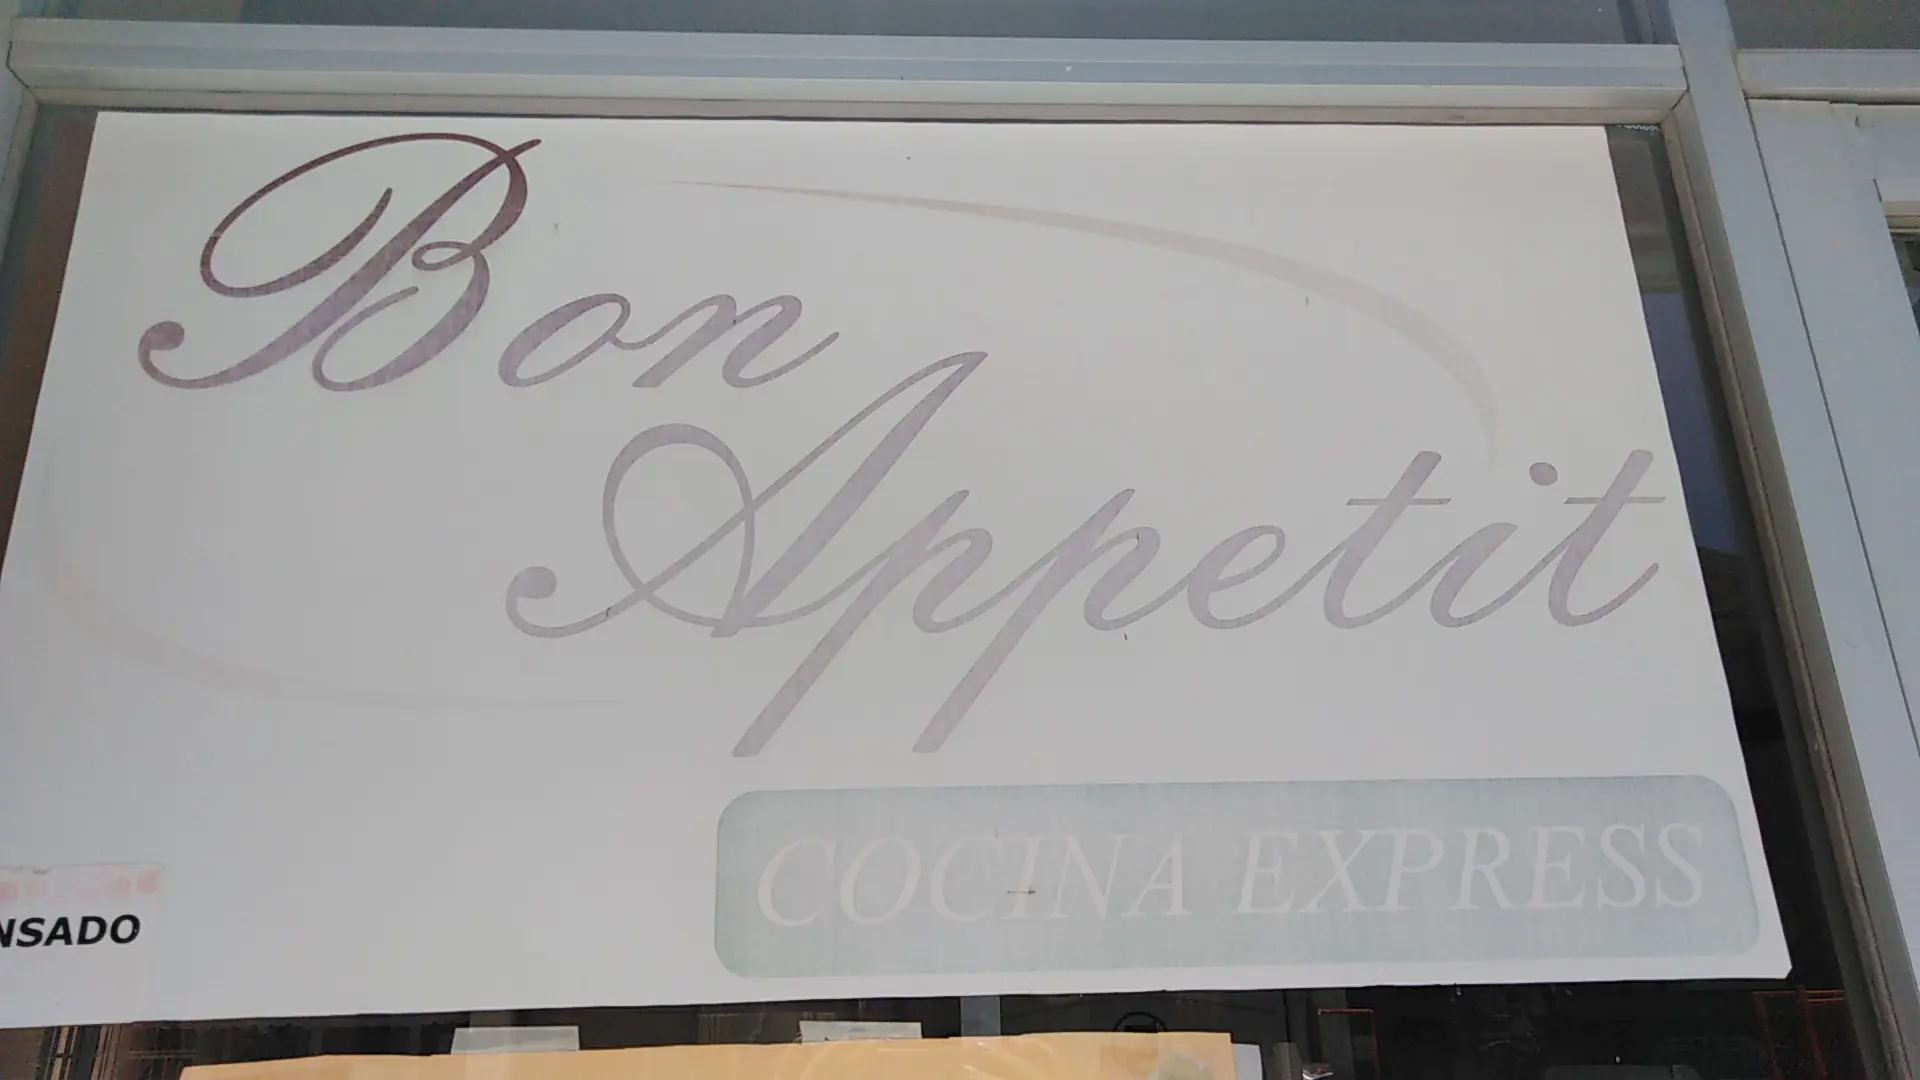 Bon
Appetit
COCINA EXPRESS
NSADO